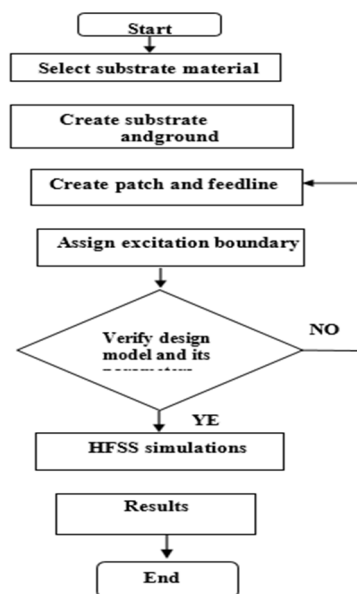 Start
Select substrate material
Create substrate
andground
Create patch and feedline
Assign excitation boundary
Verify design
model and its
NO
YE
HFSS simulations
Results
End